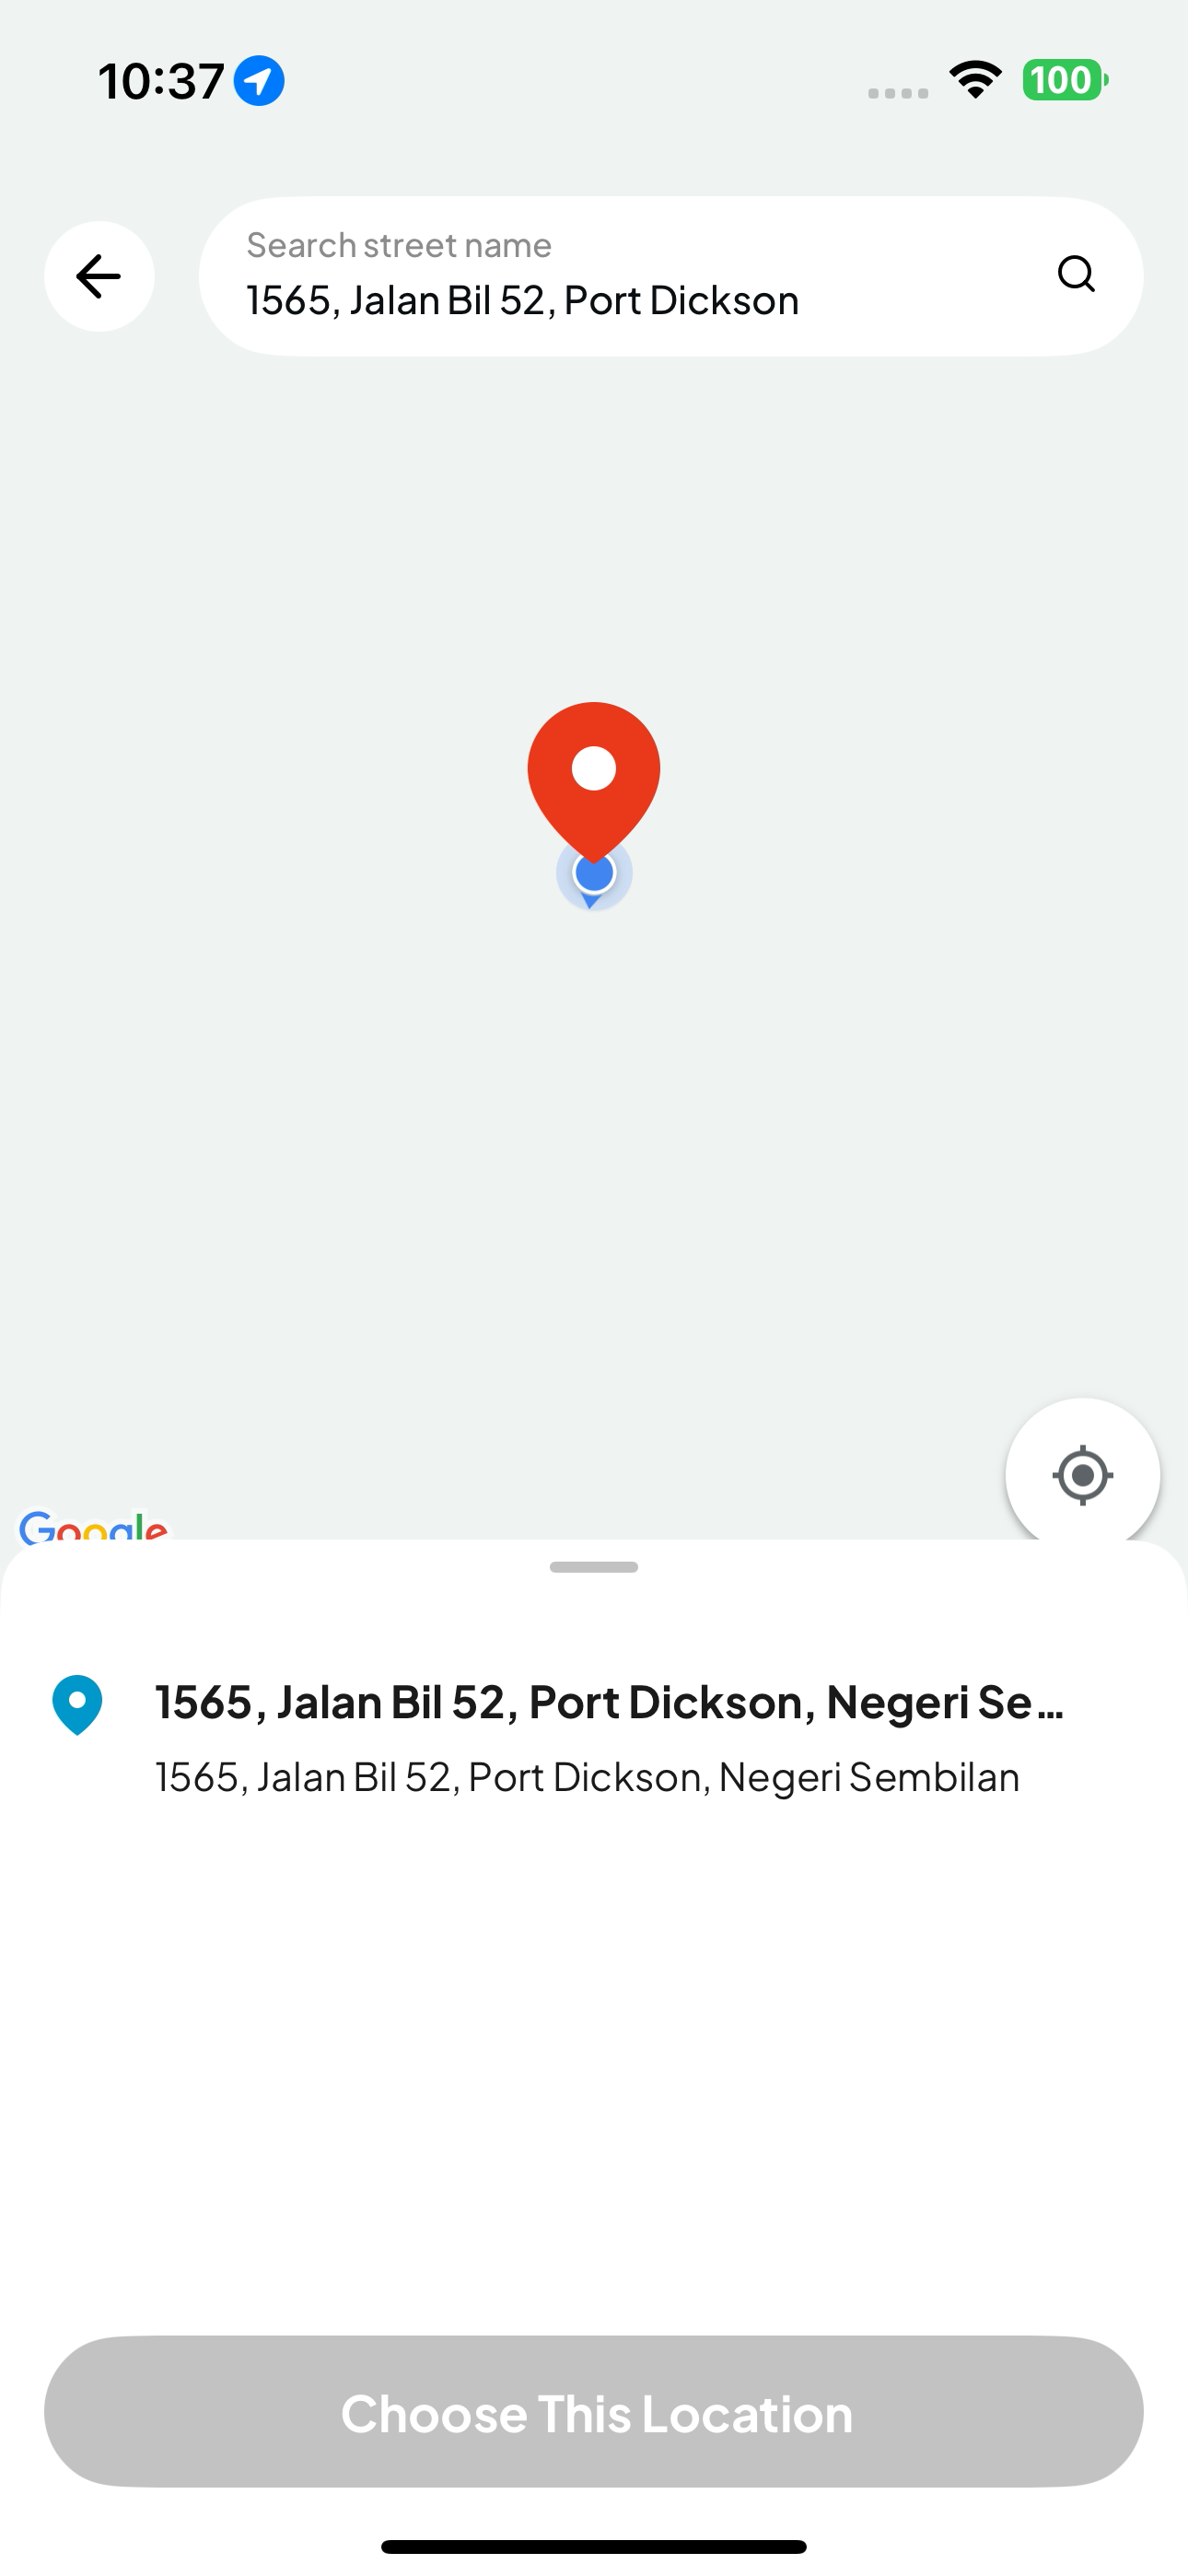 10:37
100
Search street name
1565, Jalan Bil 52, Port Dickson
Google
1565, Jalan Bil 52, Port Dickson, Negeri Se...
1565, Jalan Bil 52, Port Dickson, Negeri Sembilan
Choose This Location